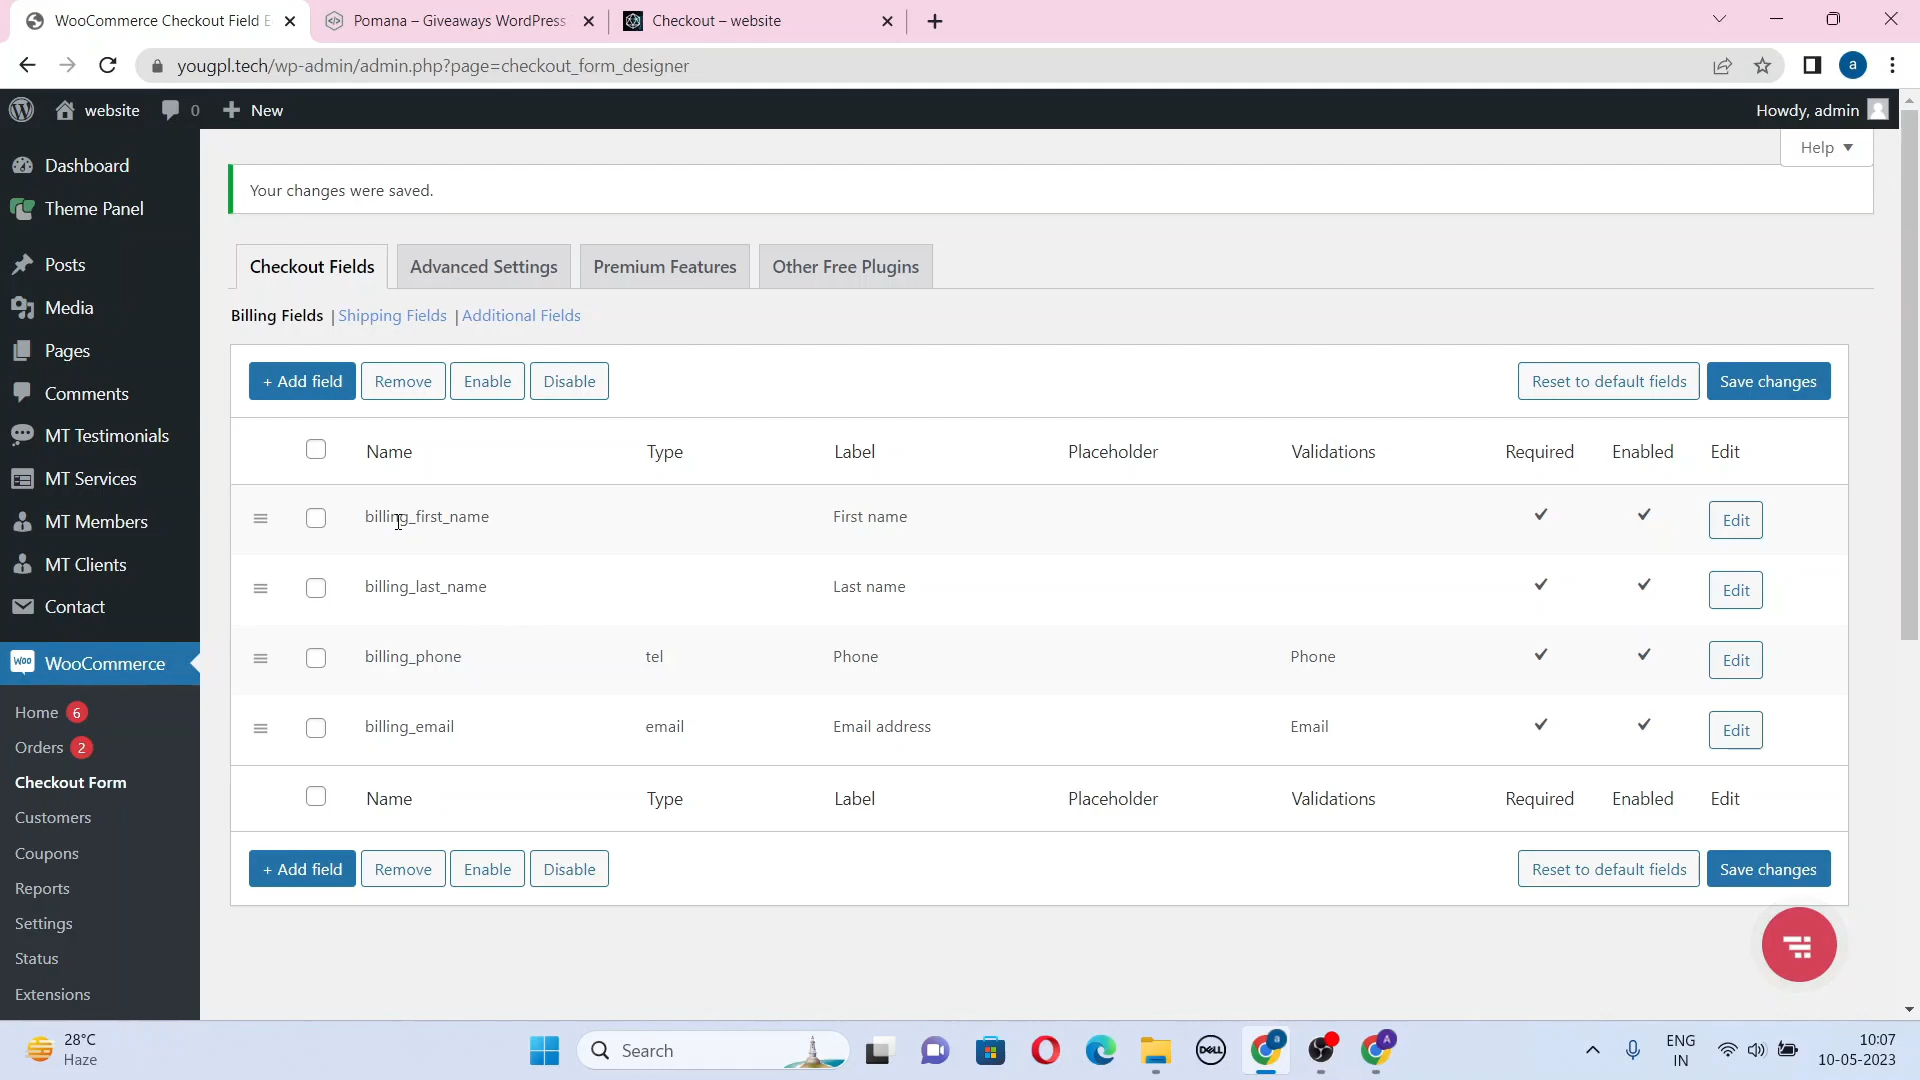 WooCommerce Checkout Field E
Pomana – Giveaways WordPress
Checkout – website
yougpl.tech/wp-admin/admin.php?page=checkout_form_designer
a
website
0
New
Howdy, admin
Help
Dashboard
Theme Panel
Posts
Media
Pages
Comments
MT Testimonials
MT Services
MT Members
MT Clients
Contact
Woo
WooCommerce
Home 6
Orders 2
Checkout Form
Customers
Coupons
Reports
Settings
Status
Extensions
Your changes were saved.
Checkout Fields
Advanced Settings
Premium Features
Other Free Plugins
Billing Fields | Shipping Fields | Additional Fields
+ Add field Remove Enable Disable Reset to default fields Save changes
Name Type Label Placeholder Validations Required Enabled Edit
billing_first_name First name Edit
billing_last_name Last name Edit
billing_phone tel Phone Phone Edit
billing_email email Email address Email Edit
Name Type Label Placeholder Validations Required Enabled Edit
+ Add field Remove Enable Disable Reset to default fields Save changes
28°C
Haze
Search
DELL
a
A
ENG
IN
10:07
10-05-2023